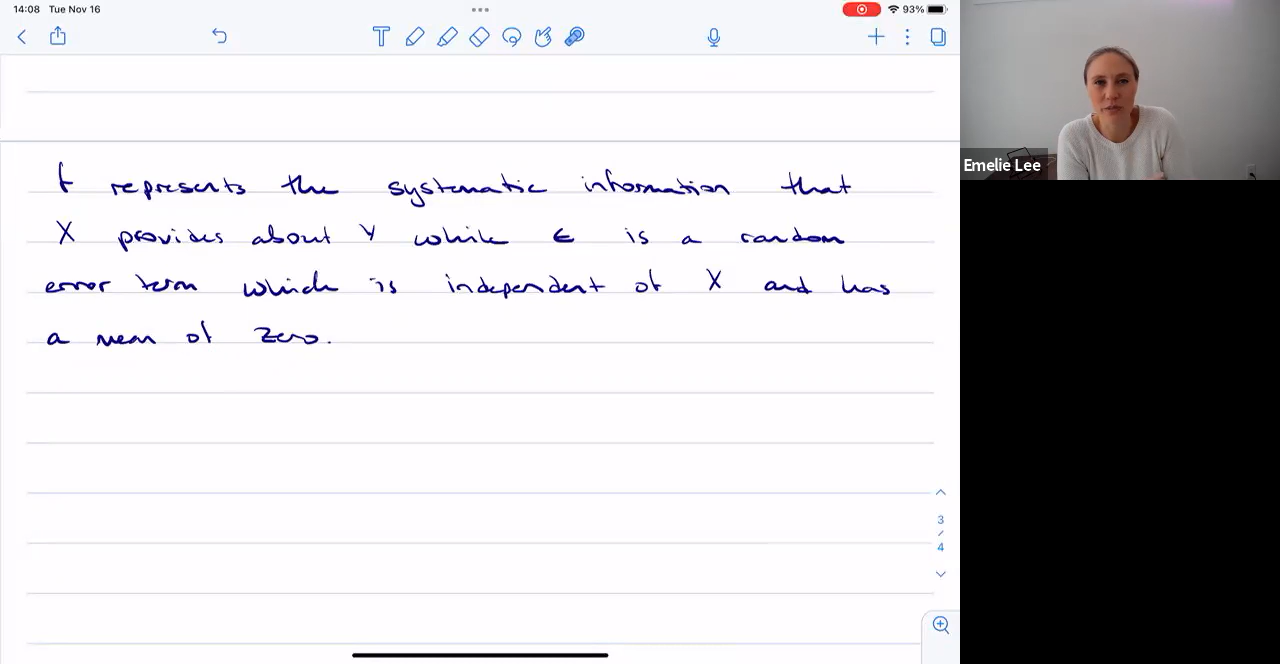 14:08 Tue Nov 16
93%
f represents the systematic information that
X provides about Y while ϵ is a random
error term which is independent of X and has
a mean of zero.
Emelie Lee
3
/
4